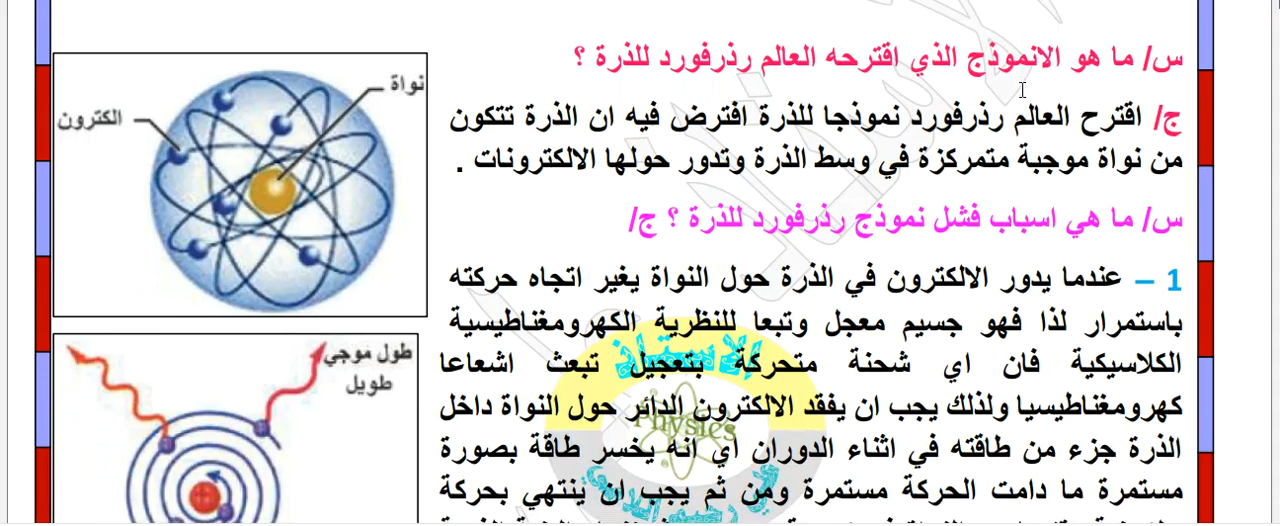 س/ ما هو الانموذج الذي اقترحه العالم رذرفورد للذرة ؟
ج/ اقترح العالم رذرفورد نموذجا للذرة افترض فيه ان الذرة تتكون
من نواة موجبة متمركزة في وسط الذرة وتدور حولها الالكترونات .
س/ ما هي اسباب فشل نموذج رذرفورد للذرة ؟ ج/
1 – عندما يدور الالكترون في الذرة حول النواة يغير اتجاه حركته
باستمرار لذا فهو جسيم معجل وتبعا للنظرية الكهرومغناطيسية
الكلاسيكية فان اي شحنة متحركة بتعجيل تبعث اشعاعا
كهرومغناطيسيا ولذلك يجب ان يفقد الالكترون الدائر حول النواة داخل
الذرة جزء من طاقته في اثناء الدوران اي انه يخسر طاقة بصورة
مستمرة ما دامت الحركة مستمرة ومن ثم يجب ان ينتهي بحركة
نواة
الكترون
طول موجي
طويل
الاستاذ
Physics